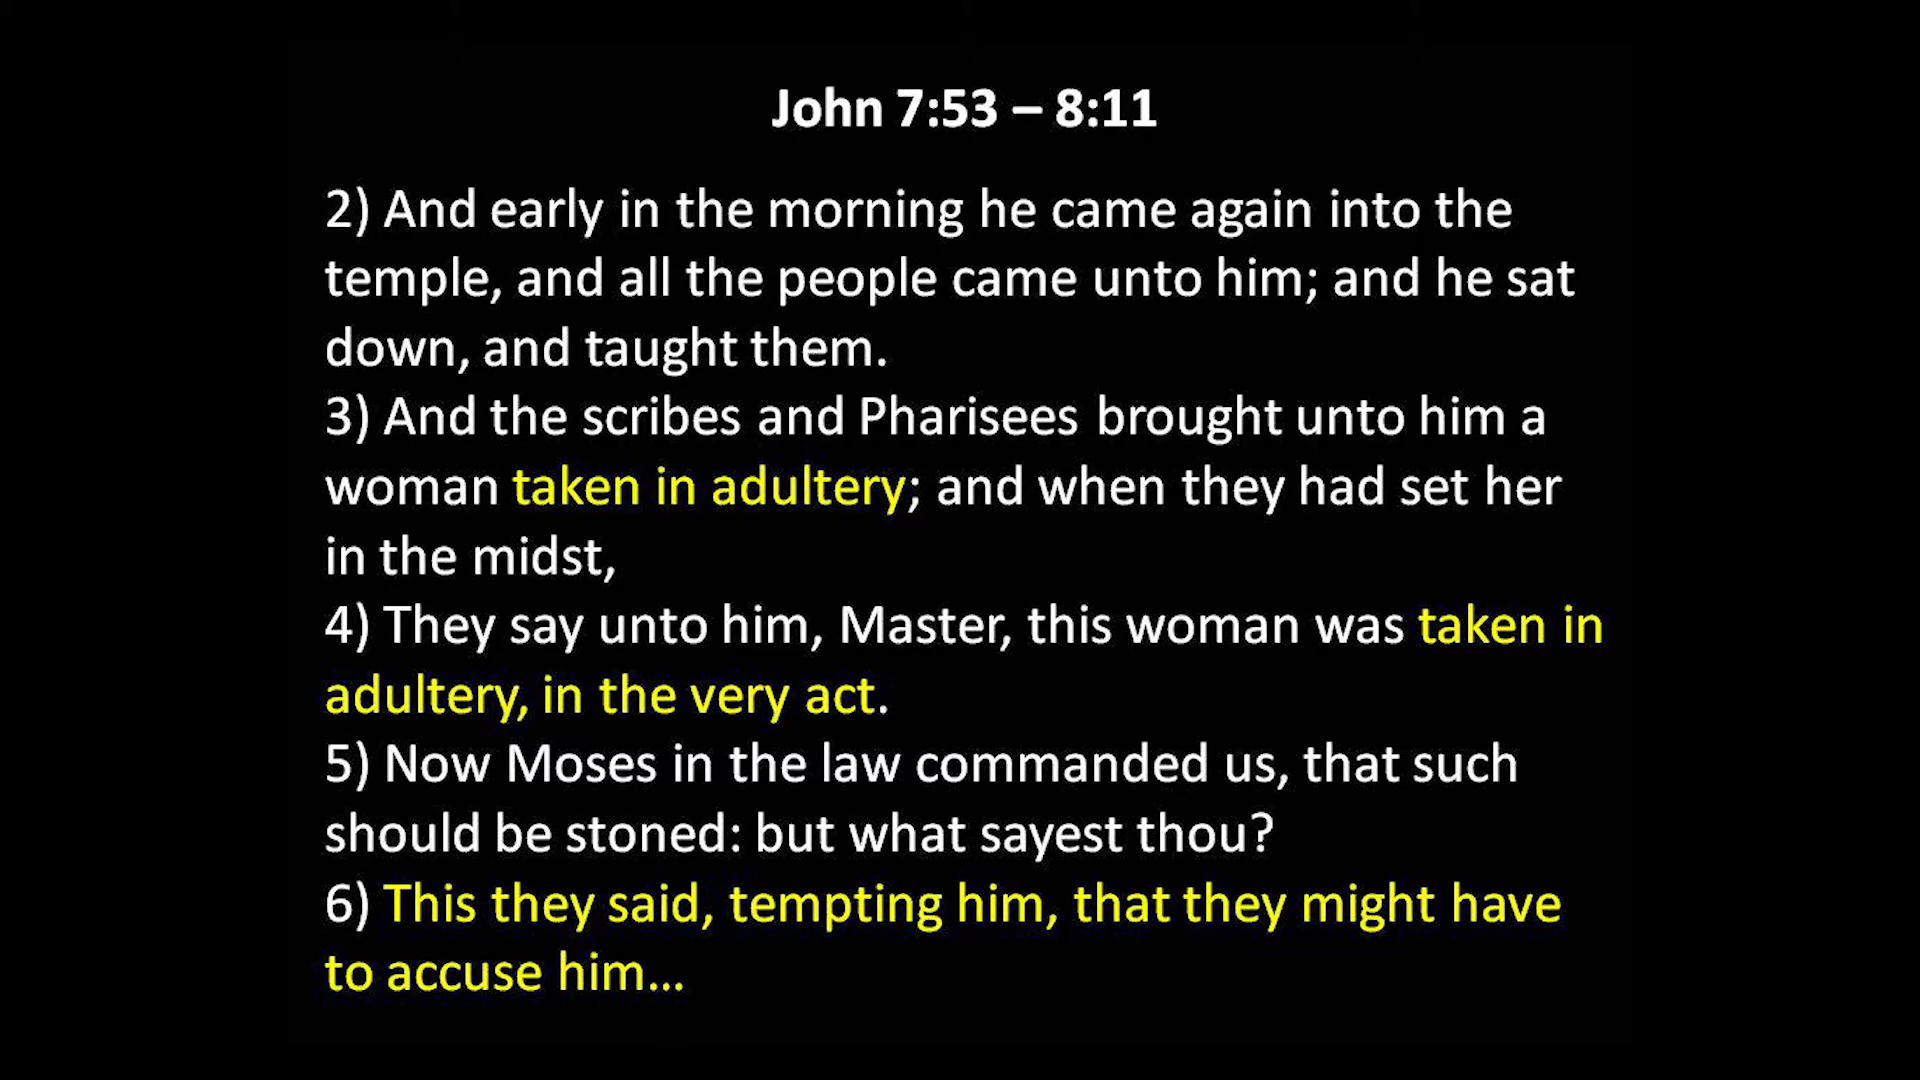 John 7:53 – 8:11
2) And early in the morning he came again into the
temple, and all the people came unto him; and he sat
down, and taught them.
3) And the scribes and Pharisees brought unto him a
woman taken in adultery; and when they had set her
in the midst,
4) They say unto him, Master, this woman was taken in
adultery, in the very act.
5) Now Moses in the law commanded us, that such
should be stoned: but what sayest thou?
6) This they said, tempting him, that they might have
to accuse him...